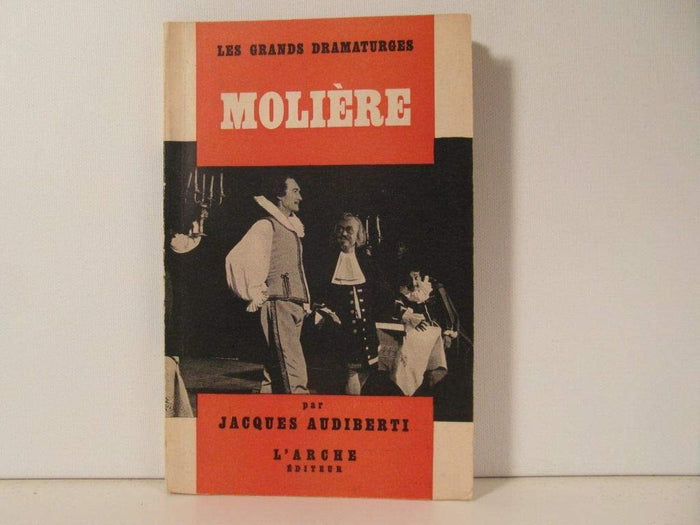 LES GRANDS DRAMATURGES
MOLIÈRE
par
JACQUES AUDIBERTI
L'ARCHE
ÉDITEUR